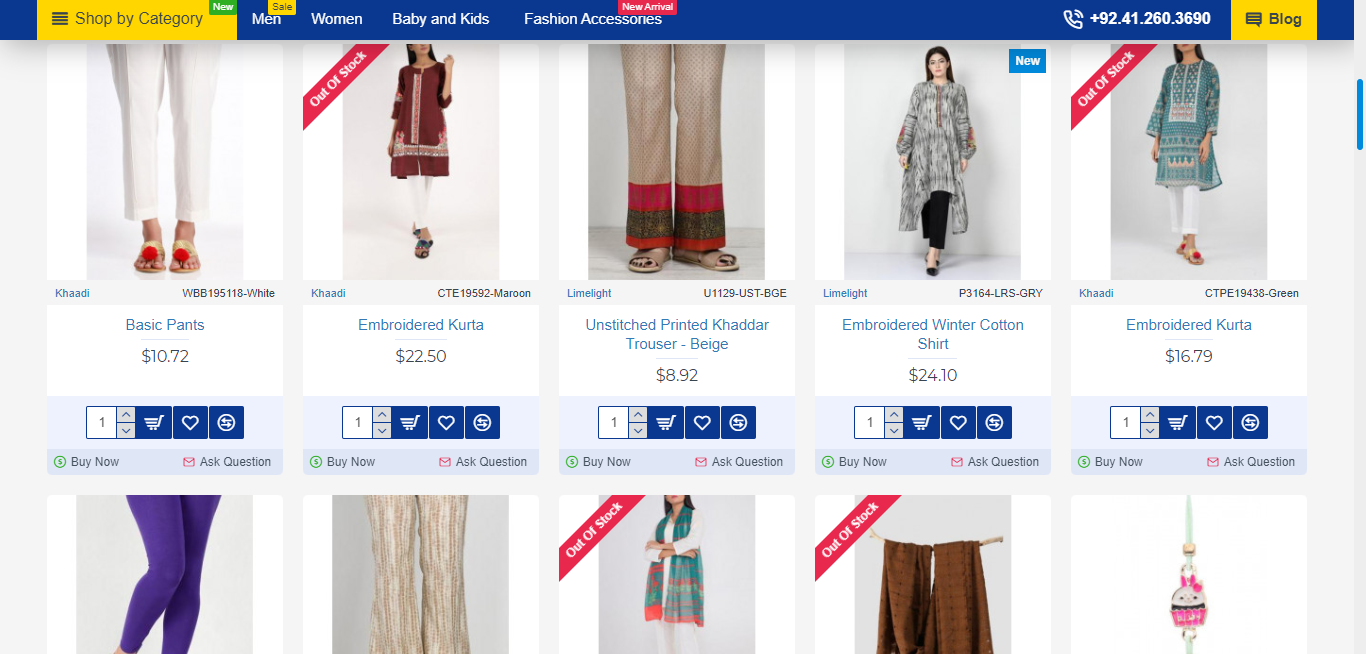 Shop by Category
New
Men
Sale
Women
Baby and Kids
Fashion Accessories
New Arrival
+92.41.260.3690
Blog
Out Of Stock
New
Out Of Stock
Khaadi WBB195118-White
Khaadi CTE19592-Maroon
Limelight U1129-UST-BGE
Limelight P3164-LRS-GRY
Khaadi CTPE19438-Green
Basic Pants
$10.72
Embroidered Kurta
$22.50
Unstitched Printed Khaddar
Trouser - Beige
$8.92
Embroidered Winter Cotton
Shirt
$24.10
Embroidered Kurta
$16.79
1
1
1
1
1
Buy Now Ask Question
Buy Now Ask Question
Buy Now Ask Question
Buy Now Ask Question
Buy Now Ask Question
Out Of Stock
Out Of Stock